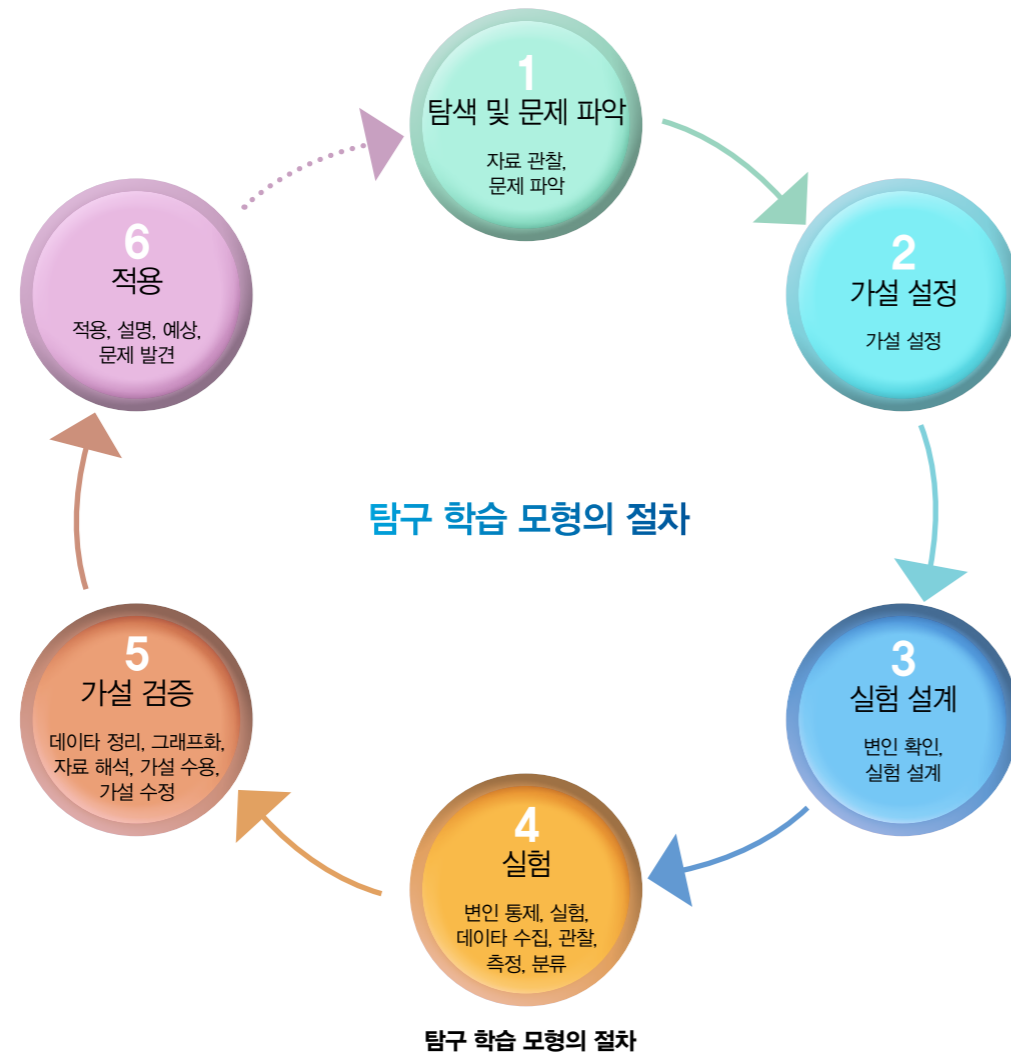 1
탐색 및 문제 파악
자료 관찰,
문제 파악
2
가설 설정
가설 설정
3
실험 설계
변인 확인,
실험 설계
4
실험
변인 통제, 실험,
데이타 수집, 관찰,
측정, 분류
5
가설 검증
데이타 정리, 그래프화,
자료 해석, 가설 수용,
가설 수정
6
적용
적용, 설명, 예상,
문제 발견
탐구 학습 모형의 절차
탐구 학습 모형의 절차